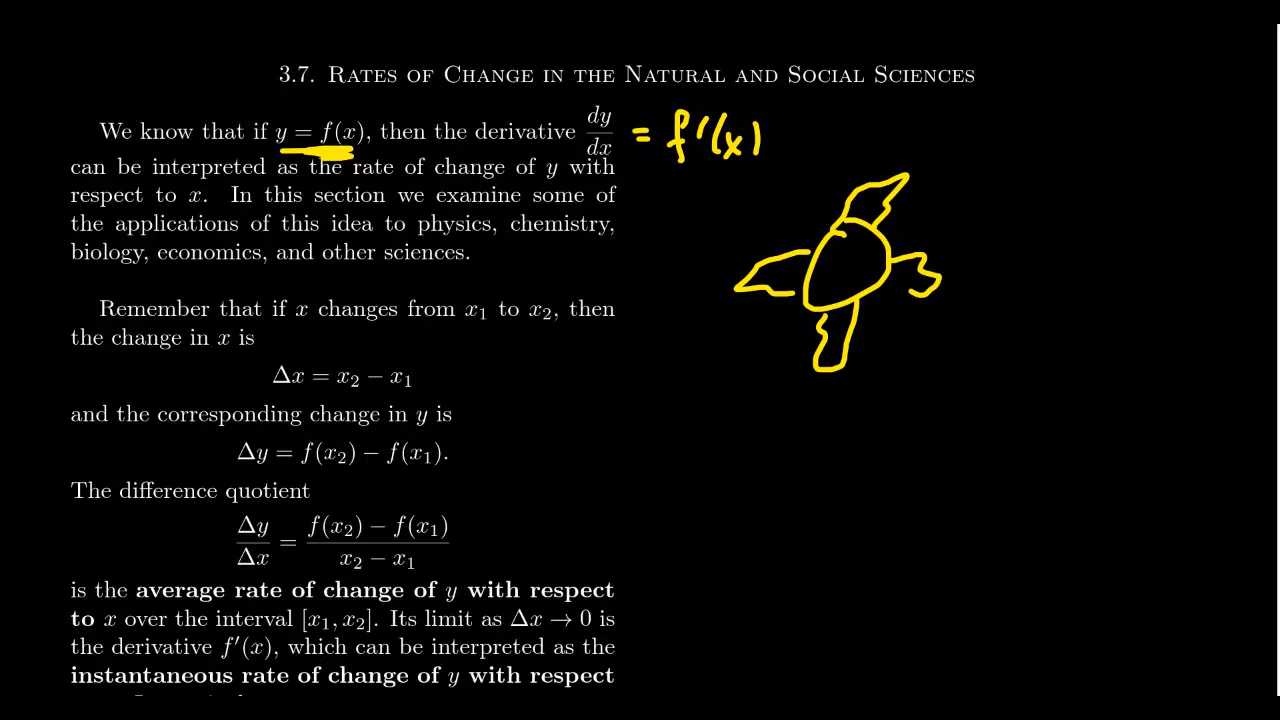 3.7. RATES OF CHANGE IN THE NATURAL AND SOCIAL SCIENCES
We know that if y = f(x), then the derivative dy/dx = f'(x)
can be interpreted as the rate of change of y with
respect to x. In this section we examine some of
the applications of this idea to physics, chemistry,
biology, economics, and other sciences.
Remember that if x changes from x₁ to x₂, then
the change in x is
Δx = x₂ − x₁
and the corresponding change in y is
Δy = f(x₂) − f(x₁).
The difference quotient
Δy/Δx = f(x₂) − f(x₁)/x₂ − x₁
is the average rate of change of y with respect
to x over the interval [x₁, x₂]. Its limit as Δx → 0 is
the derivative f′(x), which can be interpreted as the
instantaneous rate of change of y with respect